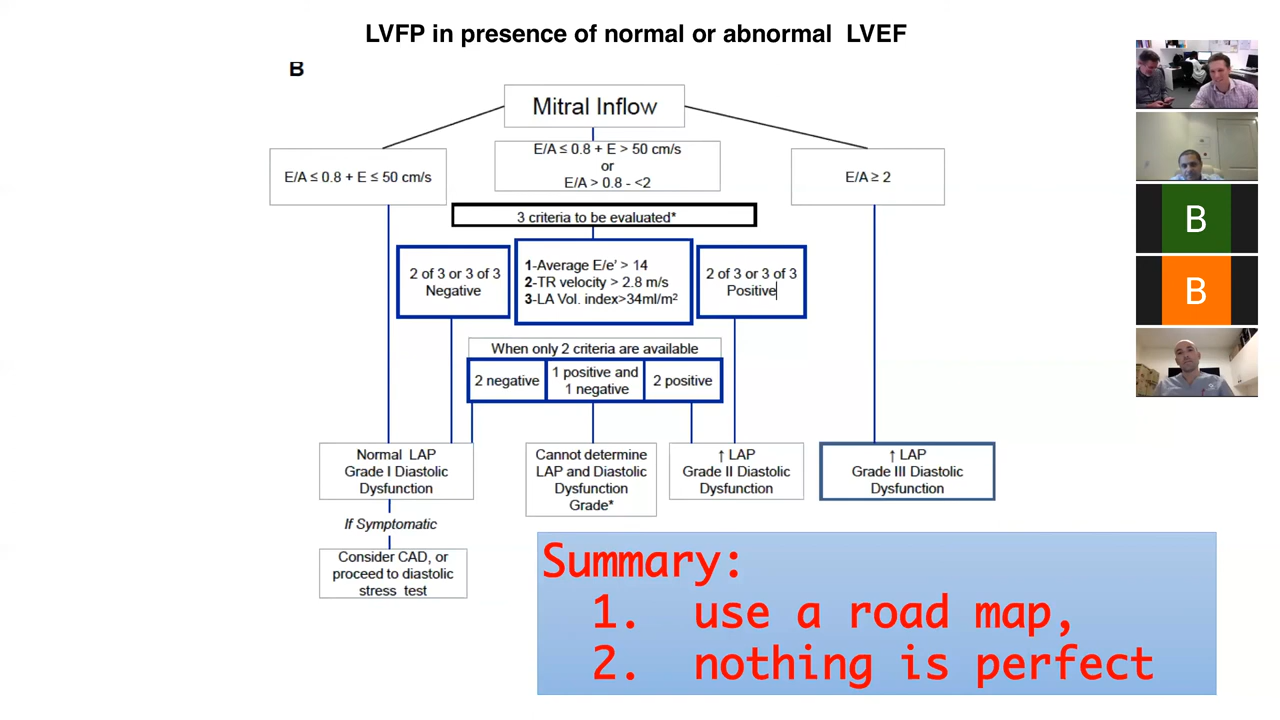 LVFP in presence of normal or abnormal  LVEF
B
Mitral Inflow
E/A ≤ 0.8 + E ≤ 50 cm/s
E/A ≤ 0.8 + E > 50 cm/s
or
E/A > 0.8 - <2
E/A ≥ 2
3 criteria to be evaluated*
2 of 3 or 3 of 3
Negative
1-Average E/e′ > 14
2-TR velocity > 2.8 m/s
3-LA Vol. index>34ml/m²
2 of 3 or 3 of 3
Positive
When only 2 criteria are available
2 negative
1 positive and
1 negative
2 positive
Normal LAP
Grade I Diastolic
Dysfunction
Cannot determine
LAP and Diastolic
Dysfunction
Grade*
↑ LAP
Grade II Diastolic
Dysfunction
↑ LAP
Grade III Diastolic
Dysfunction
If Symptomatic
Consider CAD, or
proceed to diastolic
stress test
Summary:
1. use a road map,
2. nothing is perfect
B
B